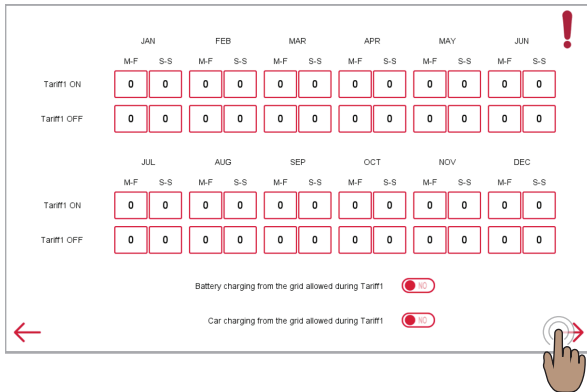 JAN FEB MAR APR MAY JUN
M-F S-S M-F S-S M-F S-S M-F S-S M-F S-S M-F S-S
Tariff1 ON 0 0 0 0 0 0 0 0 0 0 0 0
Tariff1 OFF 0 0 0 0 0 0 0 0 0 0 0 0
JUL AUG SEP OCT NOV DEC
M-F S-S M-F S-S M-F S-S M-F S-S M-F S-S M-F S-S
Tariff1 ON 0 0 0 0 0 0 0 0 0 0 0 0
Tariff1 OFF 0 0 0 0 0 0 0 0 0 0 0 0
Battery charging from the grid allowed during Tariff1 NO
Car charging from the grid allowed during Tariff1 NO